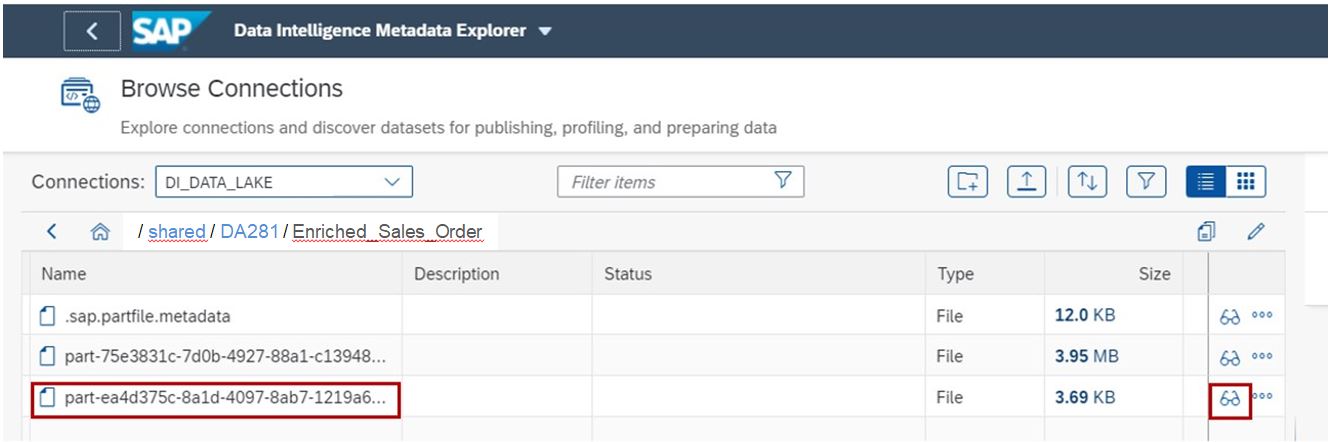 SAP Data Intelligence Metadata Explorer
Browse Connections
Explore connections and discover datasets for publishing, profiling, and preparing data
Connections: DI_DATA_LAKE Filter items
/ shared / DA281 / Enriched_Sales_Order
Name Description Status Type Size
.sap.partfile.metadata File 12.0 KB
part-75e3831c-7d0b-4927-88a1-c13948... File 3.95 MB
part-ea4d375c-8a1d-4097-8ab7-1219a6... File 3.69 KB